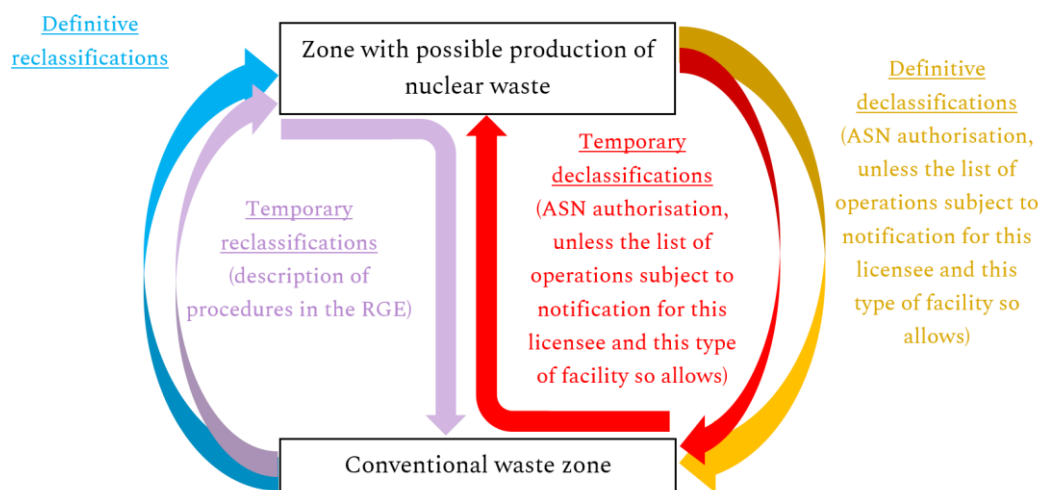 Definitive
reclassifications
Zone with possible production of
nuclear waste
Definitive
declassifications
(ASN authorisation,
unless the list of
operations subject to
notification for this
licensee and this
type of facility so
allows)
Temporary
reclassifications
(description of
procedures in the RGE)
Temporary
declassifications
(ASN authorisation,
unless the list of
operations subject to
notification for this
licensee and this type
of facility so allows)
Conventional waste zone